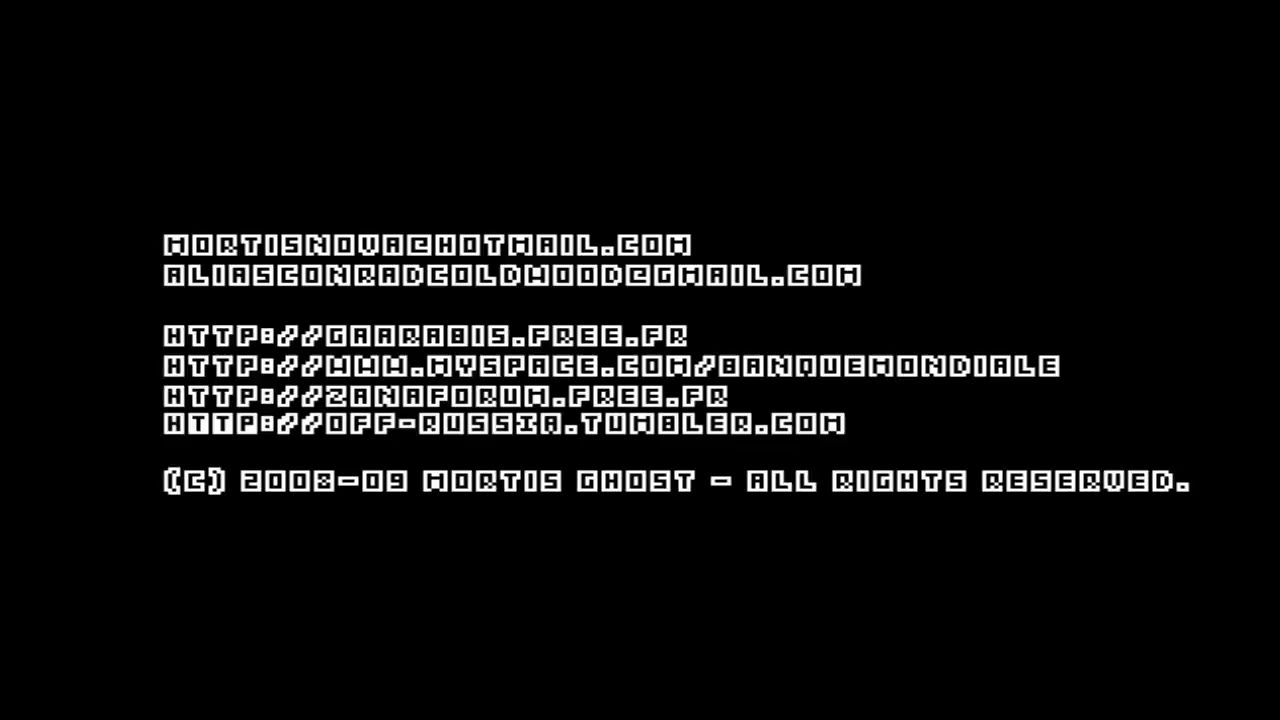 MORTISNOVA@HOTMAIL.COM
ALIASCONRADCOLDWOOD@GMAIL.COM
HTTP://GAARABIS.FREE.FR
HTTP://WWW.MYSPACE.COM/BANQUEMONDIALE
HTTP://ZANAFORUM.FREE.FR
HTTP://OFF-RUSSIA.TUMBLER.COM
(C) 2008-09 MORTIS GHOST - ALL RIGHTS RESERVED.